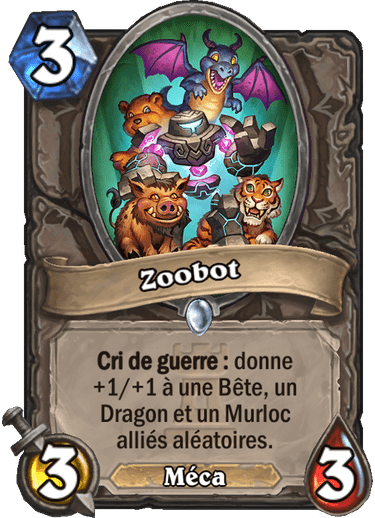 3
Zoobot
Cri de guerre : donne
+1/+1 à une Bête, un
Dragon et un Murloc
alliés aléatoires.
3
Méca
3